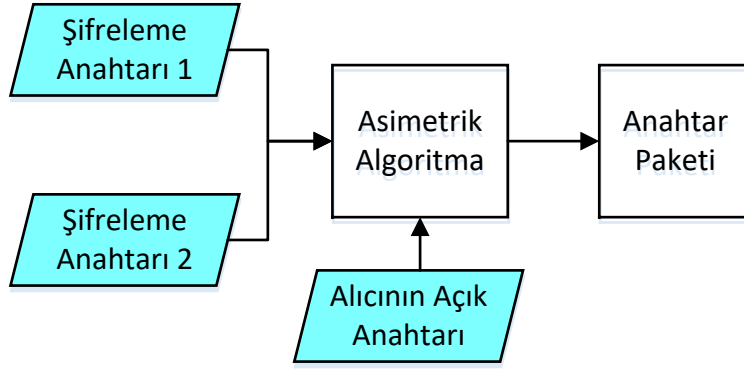 Şifreleme
Anahtarı 1
Asimetrik
Algoritma
Anahtar
Paketi
Şifreleme
Anahtarı 2
Alıcının Açık
Anahtarı